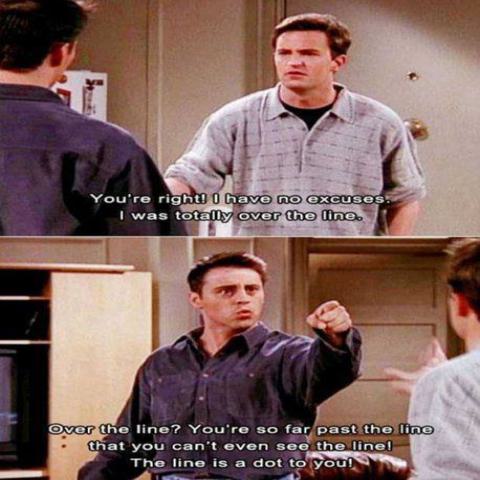 You're right! I have no excuses.
I was totally over the line.
Over the line? You're so far past the line
that you can't even see the line!
The line is a dot to you!